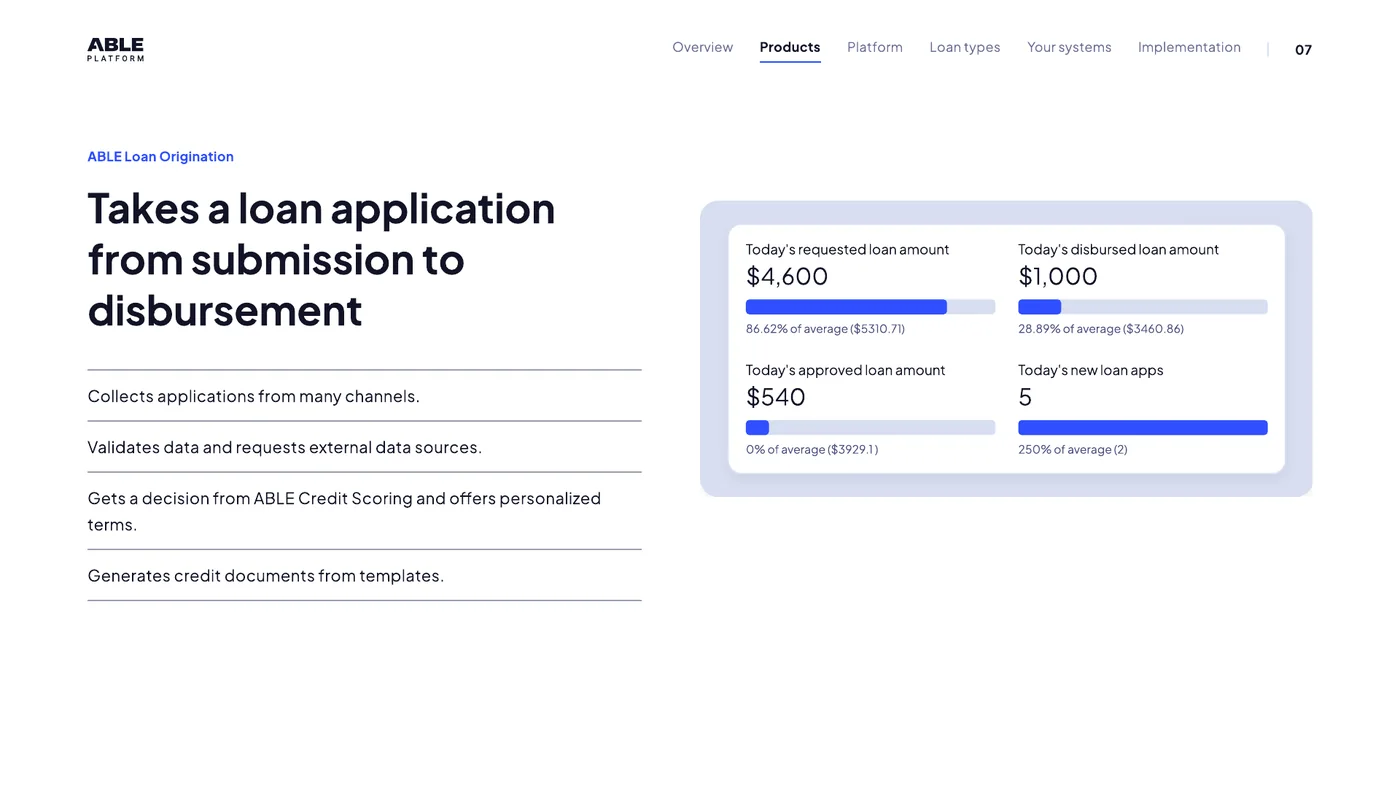 ABLE
PLATFORM
Overview Products Platform Loan types Your systems Implementation 07
ABLE Loan Origination
Takes a loan application
from submission to
disbursement
Collects applications from many channels.
Validates data and requests external data sources.
Gets a decision from ABLE Credit Scoring and offers personalized
terms.
Generates credit documents from templates.
Today's requested loan amount
$4,600
86.62% of average ($5310.71)
Today's disbursed loan amount
$1,000
28.89% of average ($3460.86)
Today's approved loan amount
$540
0% of average ($3929.1 )
Today's new loan apps
5
250% of average (2)